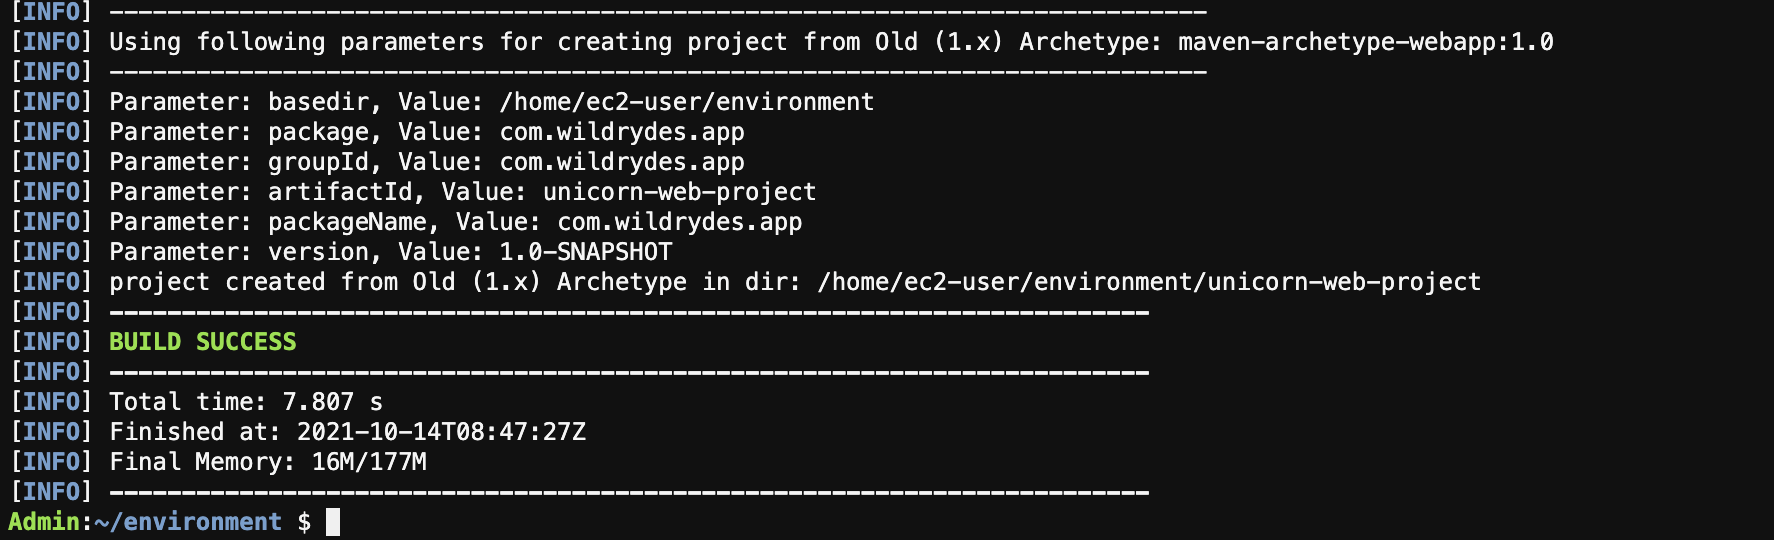 [INFO] ----------------------------------------------------------------------------
[INFO] Using following parameters for creating project from Old (1.x) Archetype: maven-archetype-webapp:1.0
[INFO] ----------------------------------------------------------------------------
[INFO] Parameter: basedir, Value: /home/ec2-user/environment
[INFO] Parameter: package, Value: com.wildrydes.app
[INFO] Parameter: groupId, Value: com.wildrydes.app
[INFO] Parameter: artifactId, Value: unicorn-web-project
[INFO] Parameter: packageName, Value: com.wildrydes.app
[INFO] Parameter: version, Value: 1.0-SNAPSHOT
[INFO] project created from Old (1.x) Archetype in dir: /home/ec2-user/environment/unicorn-web-project
[INFO] ------------------------------------------------------------------------
[INFO] BUILD SUCCESS
[INFO] ------------------------------------------------------------------------
[INFO] Total time: 7.807 s
[INFO] Finished at: 2021-10-14T08:47:27Z
[INFO] Final Memory: 16M/177M
[INFO] ------------------------------------------------------------------------
Admin:~/environment $